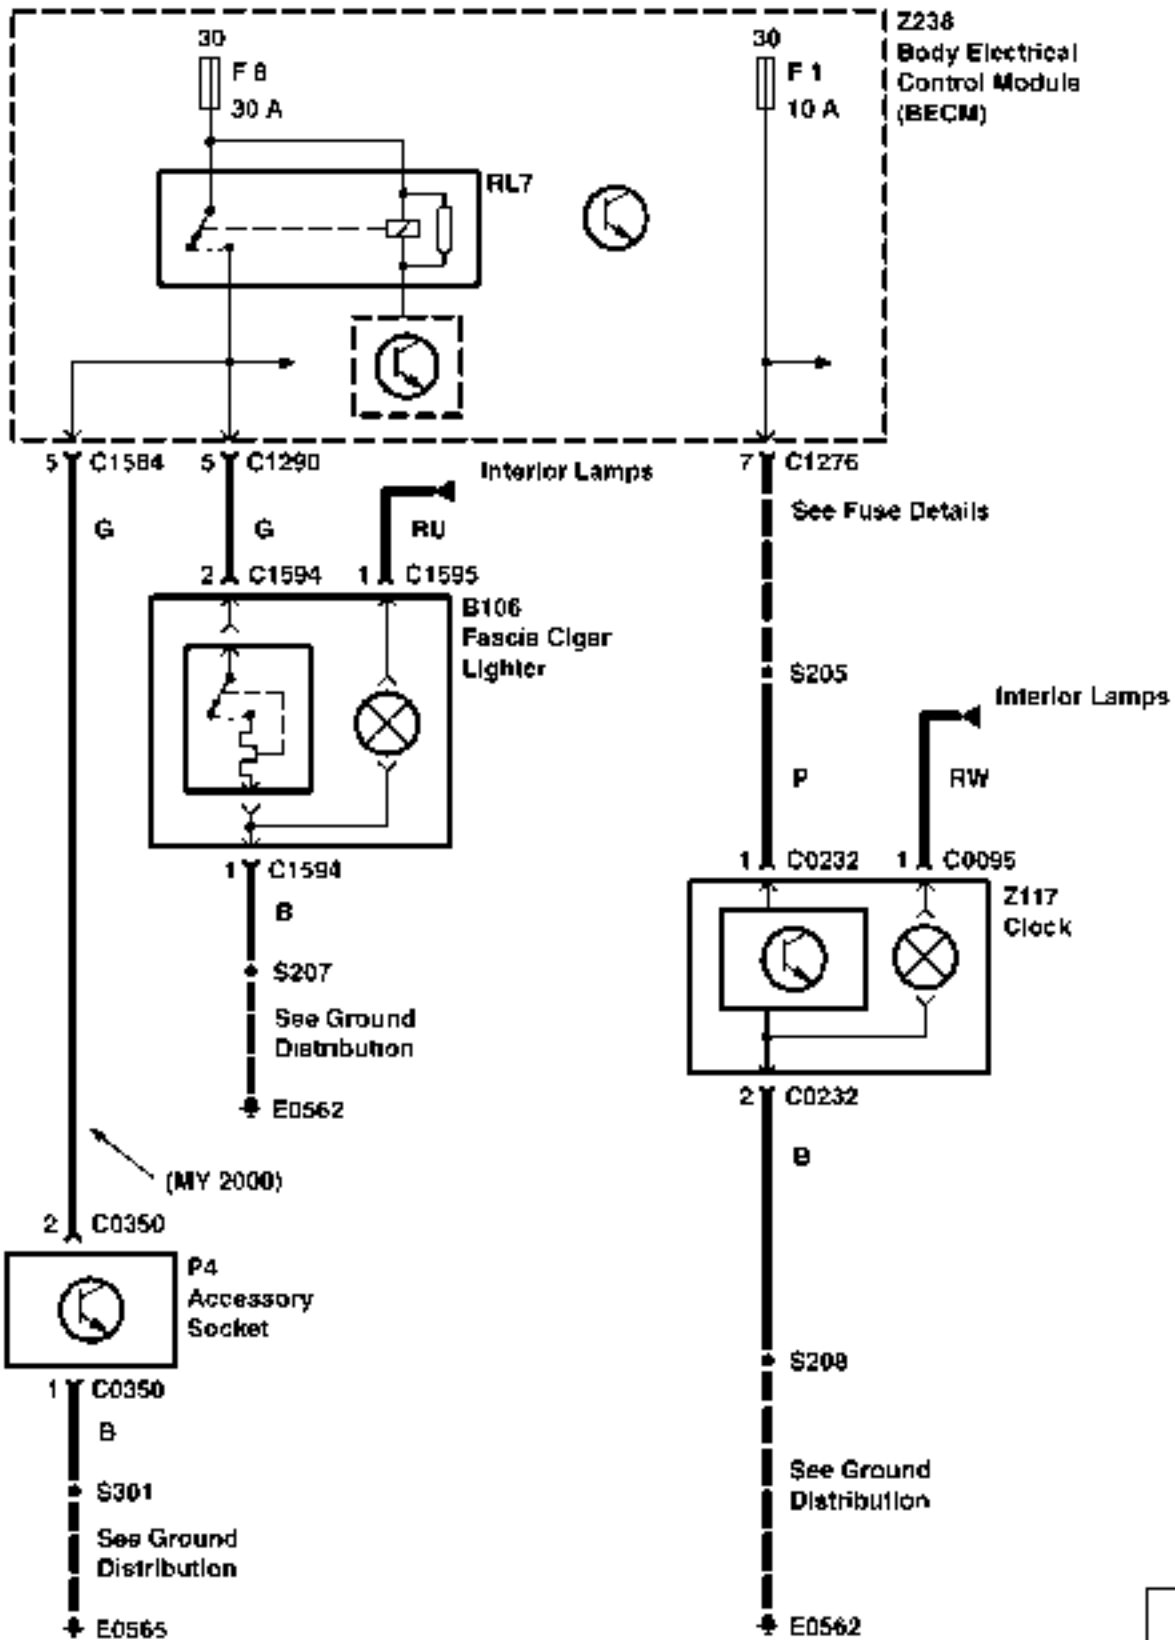 Z238
Body Electrical
Control Module
(BECM)
30
F 8
30 A
30
F 1
10 A
RL7
5 C1584
5 C1290
Interior Lamps
7 C1276
See Fuse Details
G
G
RU
2 C1594
1 C1595
B106
Fascia Cigar
Lighter
S205
Interior Lamps
P
RW
1 C1594
B
S207
See Ground
Distribution
E0562
1 C0232
1 C0095
Z117
Clock
2 C0232
B
(MY 2000)
2 C0350
P4
Accessory
Socket
1 C0350
B
S301
See Ground
Distribution
E0565
S208
See Ground
Distribution
E0562